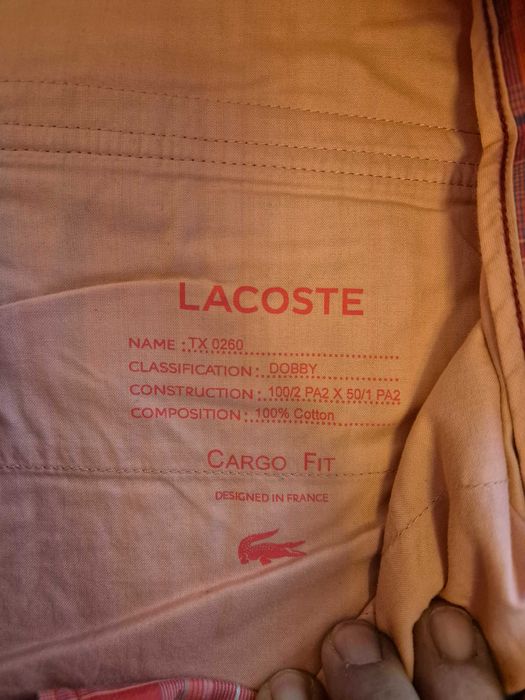 LACOSTE
NAME : TX 0260
CLASSIFICATION : DOBBY
CONSTRUCTION : 100/2 PA2 X 50/1 PA2
COMPOSITION : 100% Cotton
CARGO FIT
DESIGNED IN FRANCE